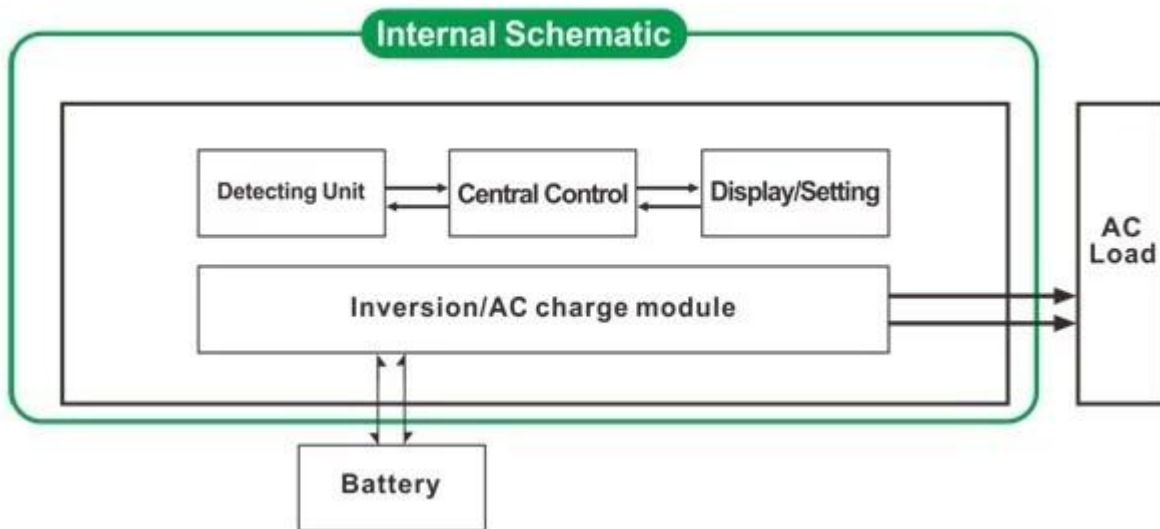 Internal Schematic
Detecting Unit
Central Control
Display/Setting
AC
Load
Inversion/AC charge module
Battery